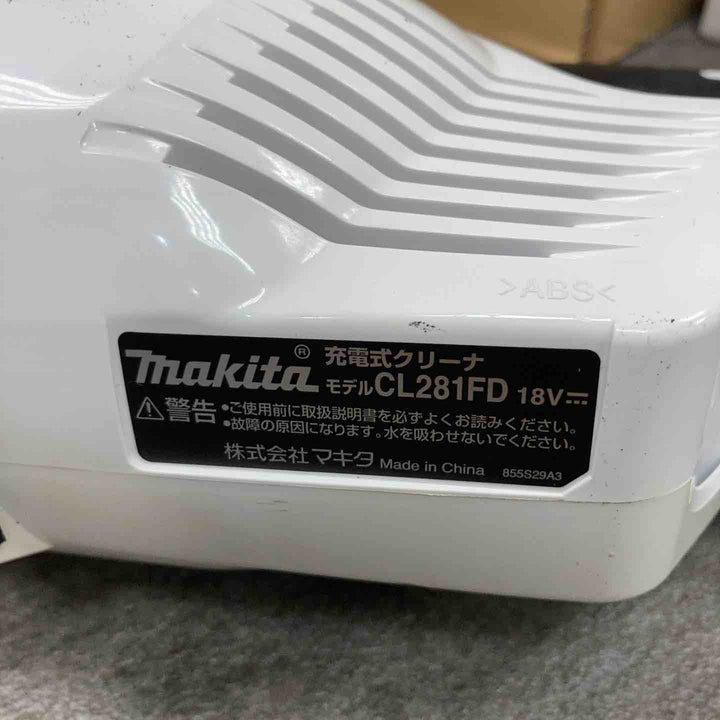 >ABS<
makita® 充電式クリーナ
モデルCL281FD 18V⎓
⚠警告 •ご使用前に取扱説明書を必ずよくお読みください。
•故障の原因になります。水を吸わせないでください。
株式会社マキタ Made in China 855S29A3